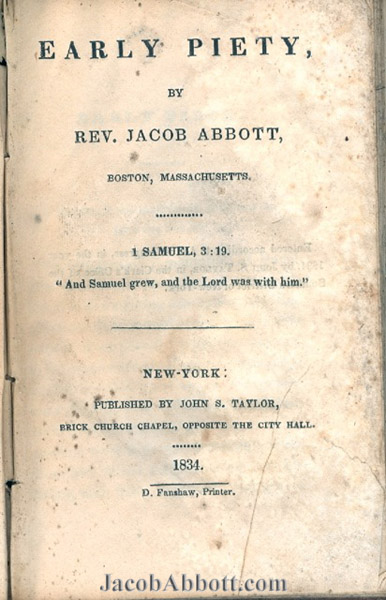 EARLY PIETY,
BY
REV. JACOB ABBOTT,
BOSTON, MASSACHUSETTS.
1 SAMUEL, 3:19.
"And Samuel grew, and the Lord was with him."
NEW-YORK:
PUBLISHED BY JOHN S. TAYLOR,
BRICK CHURCH CHAPEL, OPPOSITE THE CITY HALL.
1834.
D. Fanshaw, Printer.
JacobAbbott.com